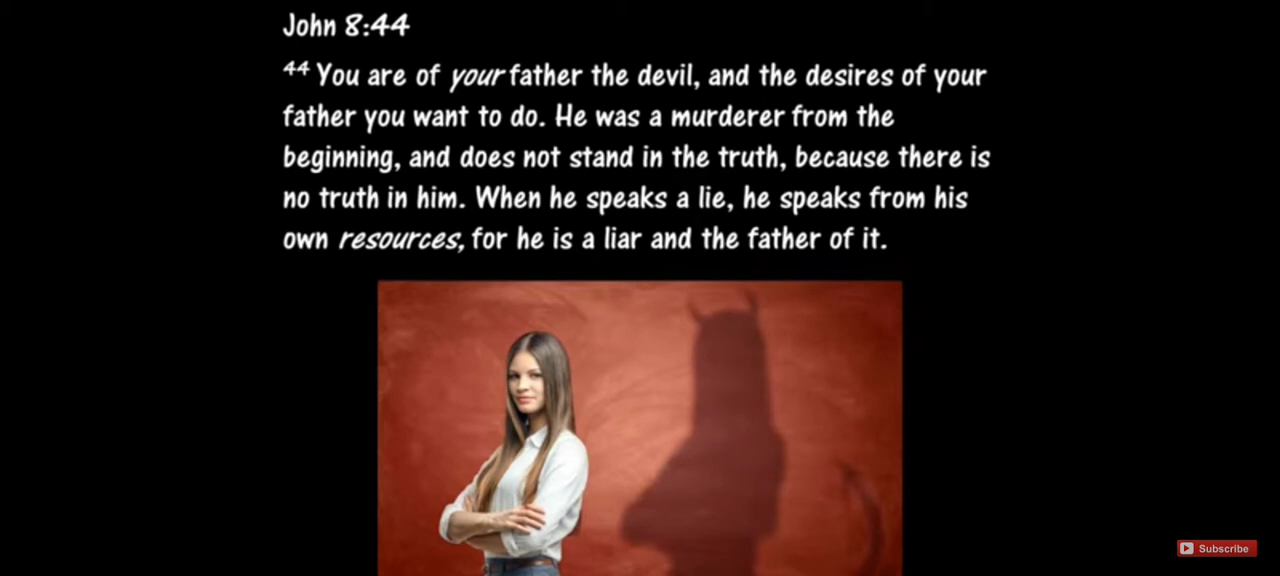 John 8:44
44 You are of your father the devil, and the desires of your
father you want to do. He was a murderer from the
beginning, and does not stand in the truth, because there is
no truth in him. When he speaks a lie, he speaks from his
own resources, for he is a liar and the father of it.
Subscribe